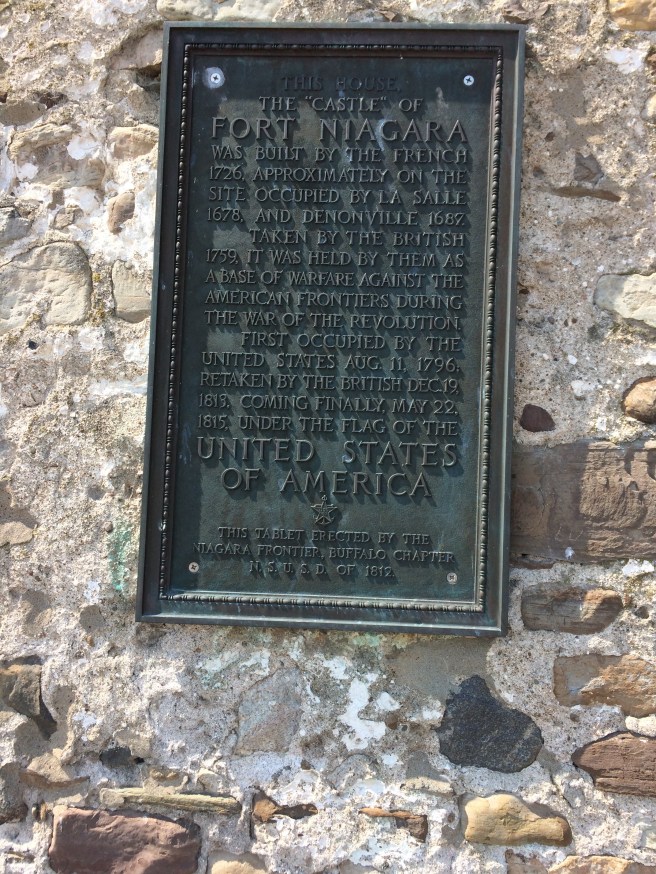 THIS HOUSE,
THE "CASTLE" OF
FORT NIAGARA
WAS BUILT BY THE FRENCH
1726, APPROXIMATELY ON THE
SITE OCCUPIED BY LA SALLE
1678, AND DENONVILLE 1687.
TAKEN BY THE BRITISH
1759, IT WAS HELD BY THEM AS
A BASE OF WARFARE AGAINST THE
AMERICAN FRONTIERS DURING
THE WAR OF THE REVOLUTION.
FIRST OCCUPIED BY THE
UNITED STATES AUG. 11, 1796,
RETAKEN BY THE BRITISH DEC. 19,
1813, COMING FINALLY, MAY 22,
1815, UNDER THE FLAG OF THE
UNITED STATES
OF AMERICA
THIS TABLET ERECTED BY THE
NIAGARA FRONTIER, BUFFALO CHAPTER
N. S. U. S. D. OF 1812.